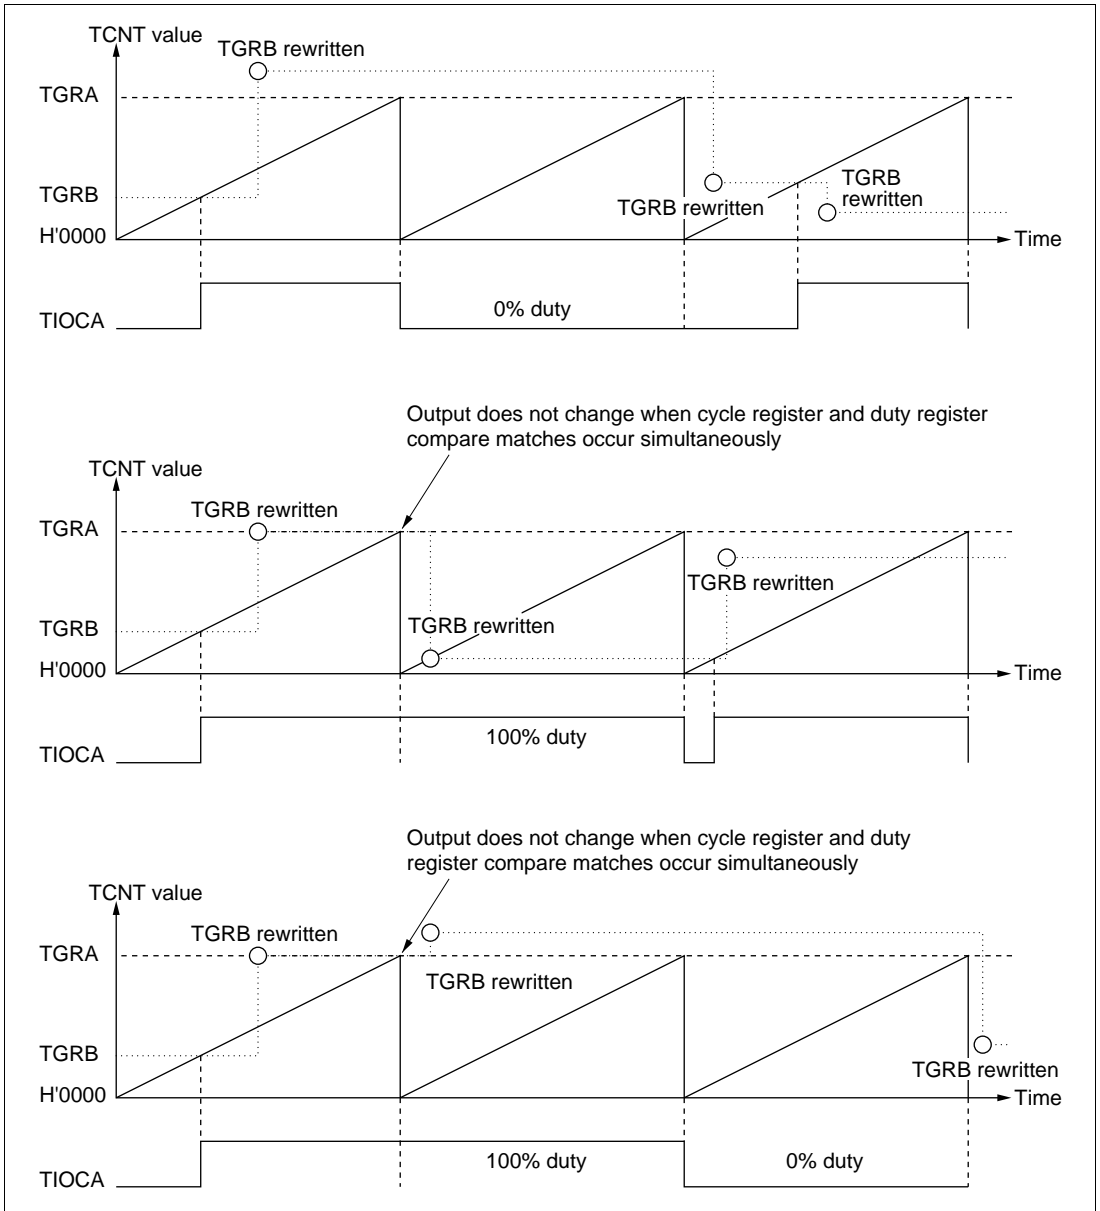 TCNT value
TGRB rewritten
TGRA
TGRB
rewritten
TGRB
TGRB rewritten
H'0000
Time
0% duty
TIOCA
Output does not change when cycle register and duty register
compare matches occur simultaneously
TCNT value
TGRB rewritten
TGRA
TGRB rewritten
TGRB
TGRB rewritten
H'0000
Time
100% duty
TIOCA
Output does not change when cycle register and duty
register compare matches occur simultaneously
TCNT value
TGRB rewritten
TGRA
TGRB rewritten
TGRB
TGRB rewritten
H'0000
Time
100% duty
0% duty
TIOCA